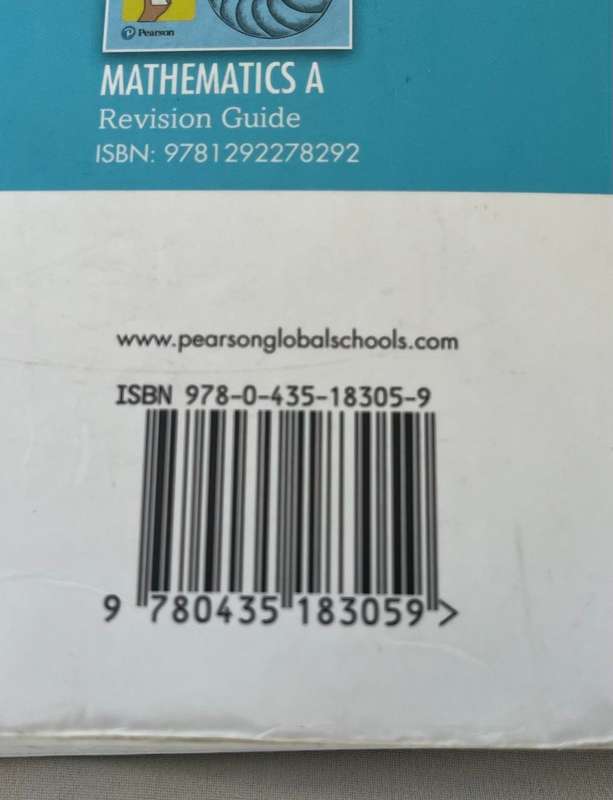 Pearson
MATHEMATICS A
Revision Guide
ISBN: 9781292278292
www.pearsonglobalschools.com
ISBN 978-0-435-18305-9
9 780435 183059 >